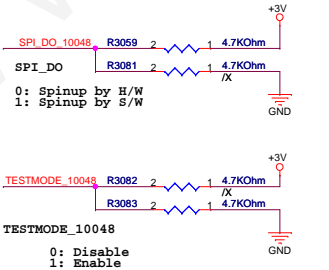 +3V
SPI_DO_10048 R3059 2 1 4.7KOhm
SPI_DO R3081 2 1 4.7KOhm
/X
0: Spinup by H/W
1: Spinup by S/W
GND
+3V
TESTMODE_10048 R3082 2 1 4.7KOhm
/X
R3083 2 1 4.7KOhm
TESTMODE_10048
0: Disable
1: Enable
GND